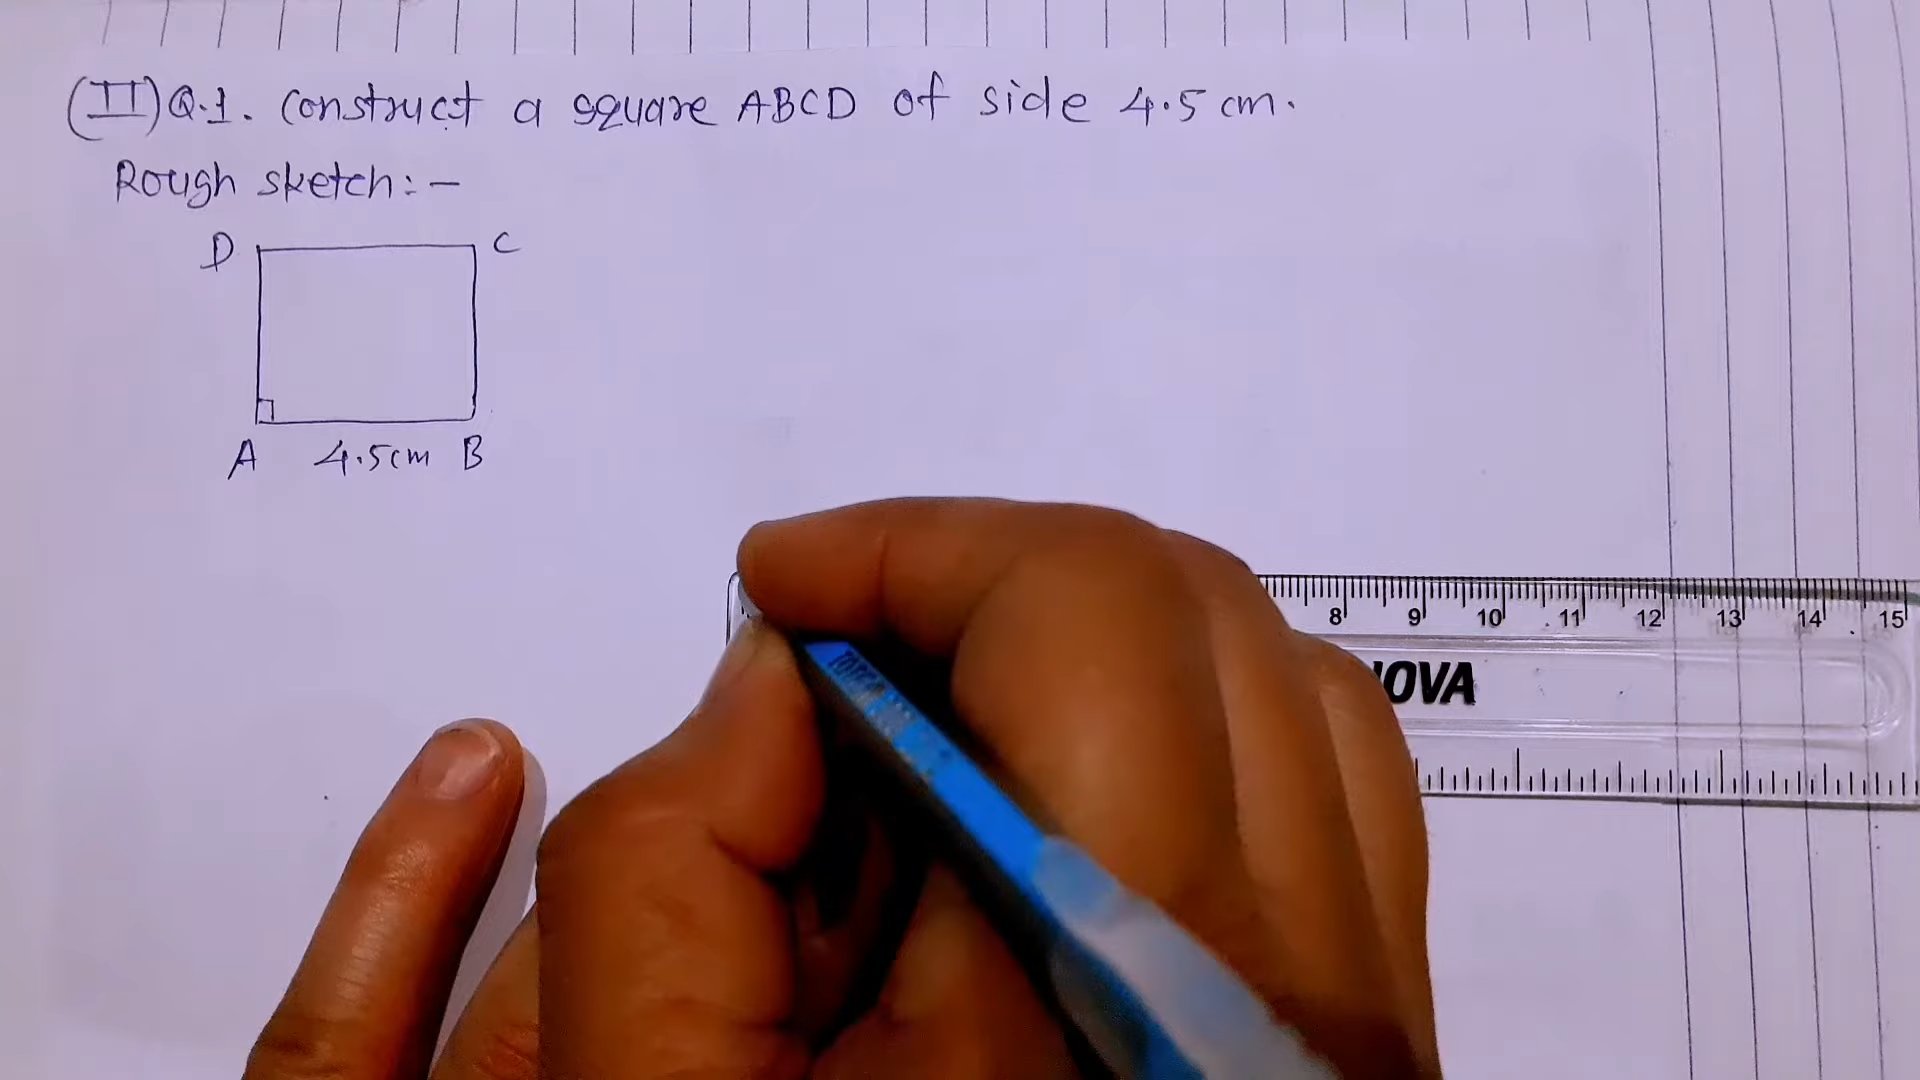 (II) Q.1. Construct a square ABCD of side 4.5 cm.
Rough sketch:-
D C
A 4.5cm B
8 9 10 11 12 13 14 15